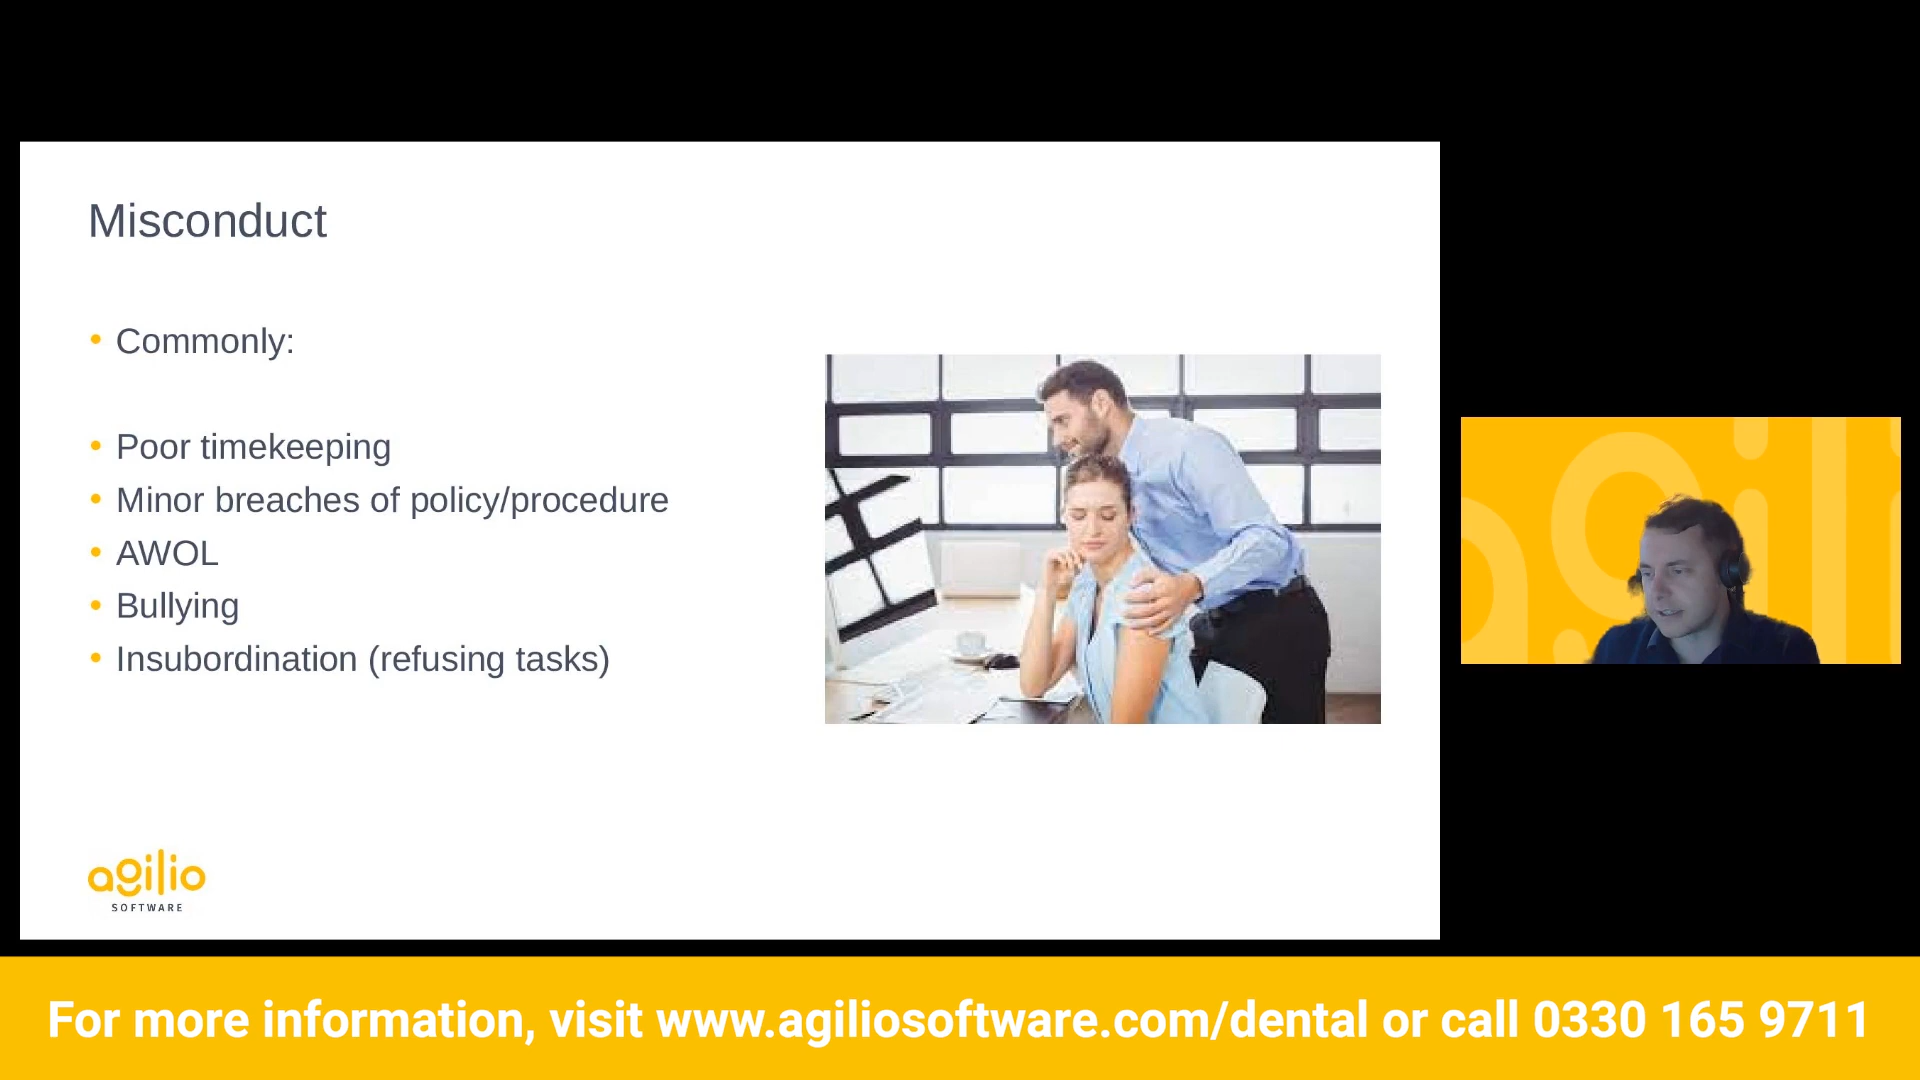 Misconduct
• Commonly:
• Poor timekeeping
• Minor breaches of policy/procedure
• AWOL
• Bullying
• Insubordination (refusing tasks)
agilio
SOFTWARE
agili
For more information, visit www.agiliosoftware.com/dental or call 0330 165 9711